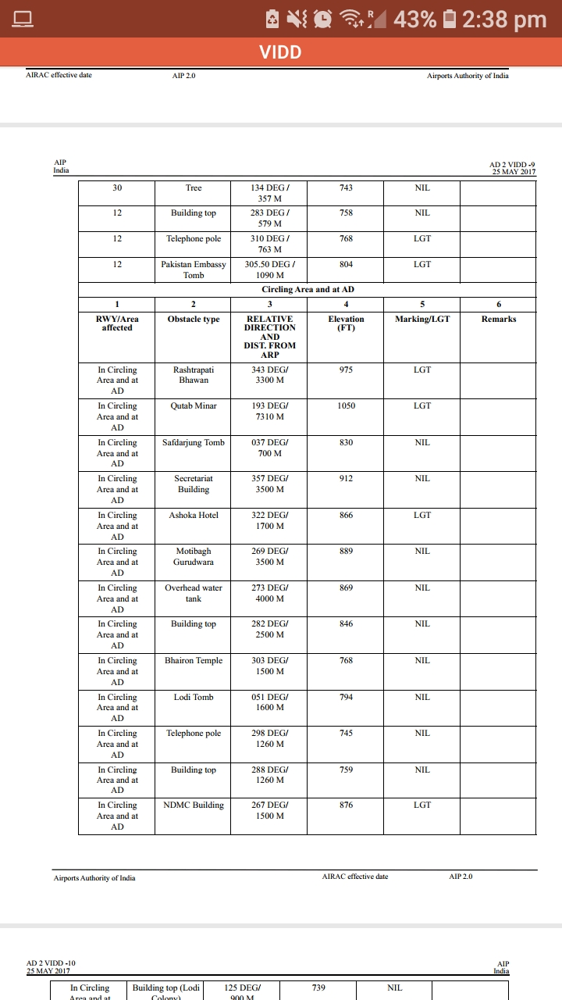 R 43% 2:38 pm
VIDD
AIRAC effective date AIP 2.0 Airports Authority of India
AIP
India
AD 2 VIDD -9
25 MAY 2017
30 Tree 134 DEG / 743 NIL
357 M
12 Building top 283 DEG / 758 NIL
579 M
12 Telephone pole 310 DEG / 768 LGT
763 M
12 Pakistan Embassy 305.50 DEG / 804 LGT
Tomb 1090 M
Circling Area and at AD
1 2 3 4 5 6
RWY/Area Obstacle type RELATIVE Elevation Marking/LGT Remarks
affected DIRECTION (FT)
AND
DIST. FROM
ARP
In Circling Rashtrapati 343 DEG/ 975 LGT
Area and at Bhawan 3300 M
AD
In Circling Qutab Minar 193 DEG/ 1050 LGT
Area and at 7310 M
AD
In Circling Safdarjung Tomb 037 DEG/ 830 NIL
Area and at 700 M
AD
In Circling Secretariat 357 DEG/ 912 NIL
Area and at Building 3500 M
AD
In Circling Ashoka Hotel 322 DEG/ 866 LGT
Area and at 1700 M
AD
In Circling Motibagh 269 DEG/ 889 NIL
Area and at Gurudwara 3500 M
AD
In Circling Overhead water 273 DEG/ 869 NIL
Area and at tank 4000 M
AD
In Circling Building top 282 DEG/ 846 NIL
Area and at 2500 M
AD
In Circling Bhairon Temple 303 DEG/ 768 NIL
Area and at 1500 M
AD
In Circling Lodi Tomb 051 DEG/ 794 NIL
Area and at 1600 M
AD
In Circling Telephone pole 298 DEG/ 745 NIL
Area and at 1260 M
AD
In Circling Building top 288 DEG/ 759 NIL
Area and at 1260 M
AD
In Circling NDMC Building 267 DEG/ 876 LGT
Area and at 1500 M
AD
Airports Authority of India AIRAC effective date AIP 2.0
AD 2 VIDD -10
25 MAY 2017
AIP
India
In Circling Building top (Lodi 125 DEG/ 739 NIL
Area and at Colony) 900 M